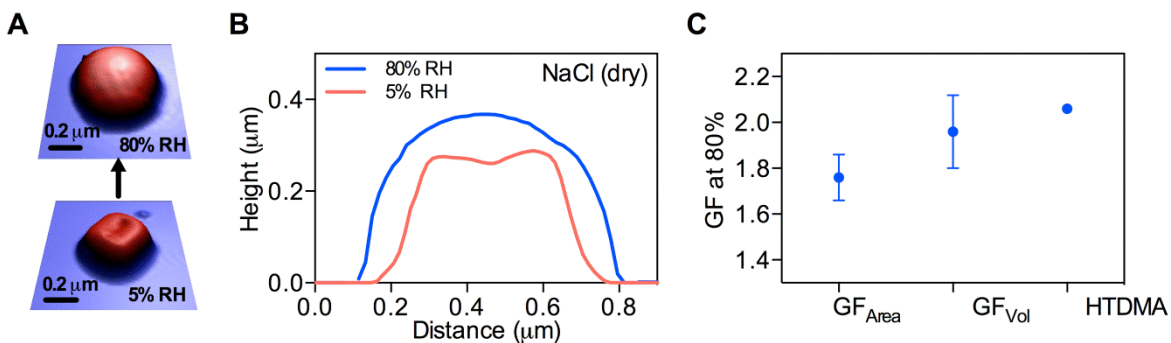 A
0.2 μm
80% RH
0.2 μm
5% RH
B
80% RH
5% RH
NaCl (dry)
Height (μm)
0.4
0.2
0.0
0.0 0.2 0.4 0.6 0.8
Distance (μm)
C
GF at 80%
2.2
2.0
1.8
1.6
1.4
GFArea GFVol HTDMA